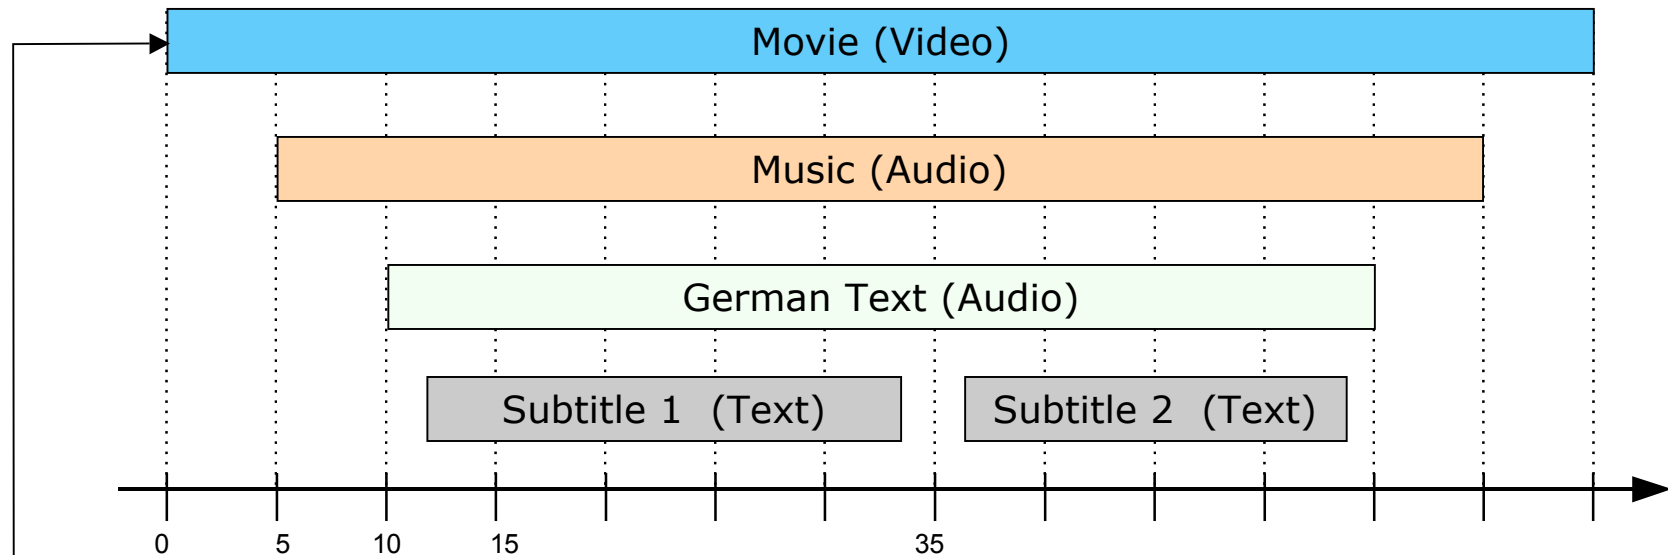 Movie (Video)
Music (Audio)
German Text (Audio)
Subtitle 1 (Text) Subtitle 2 (Text)
0 5 10 15 35